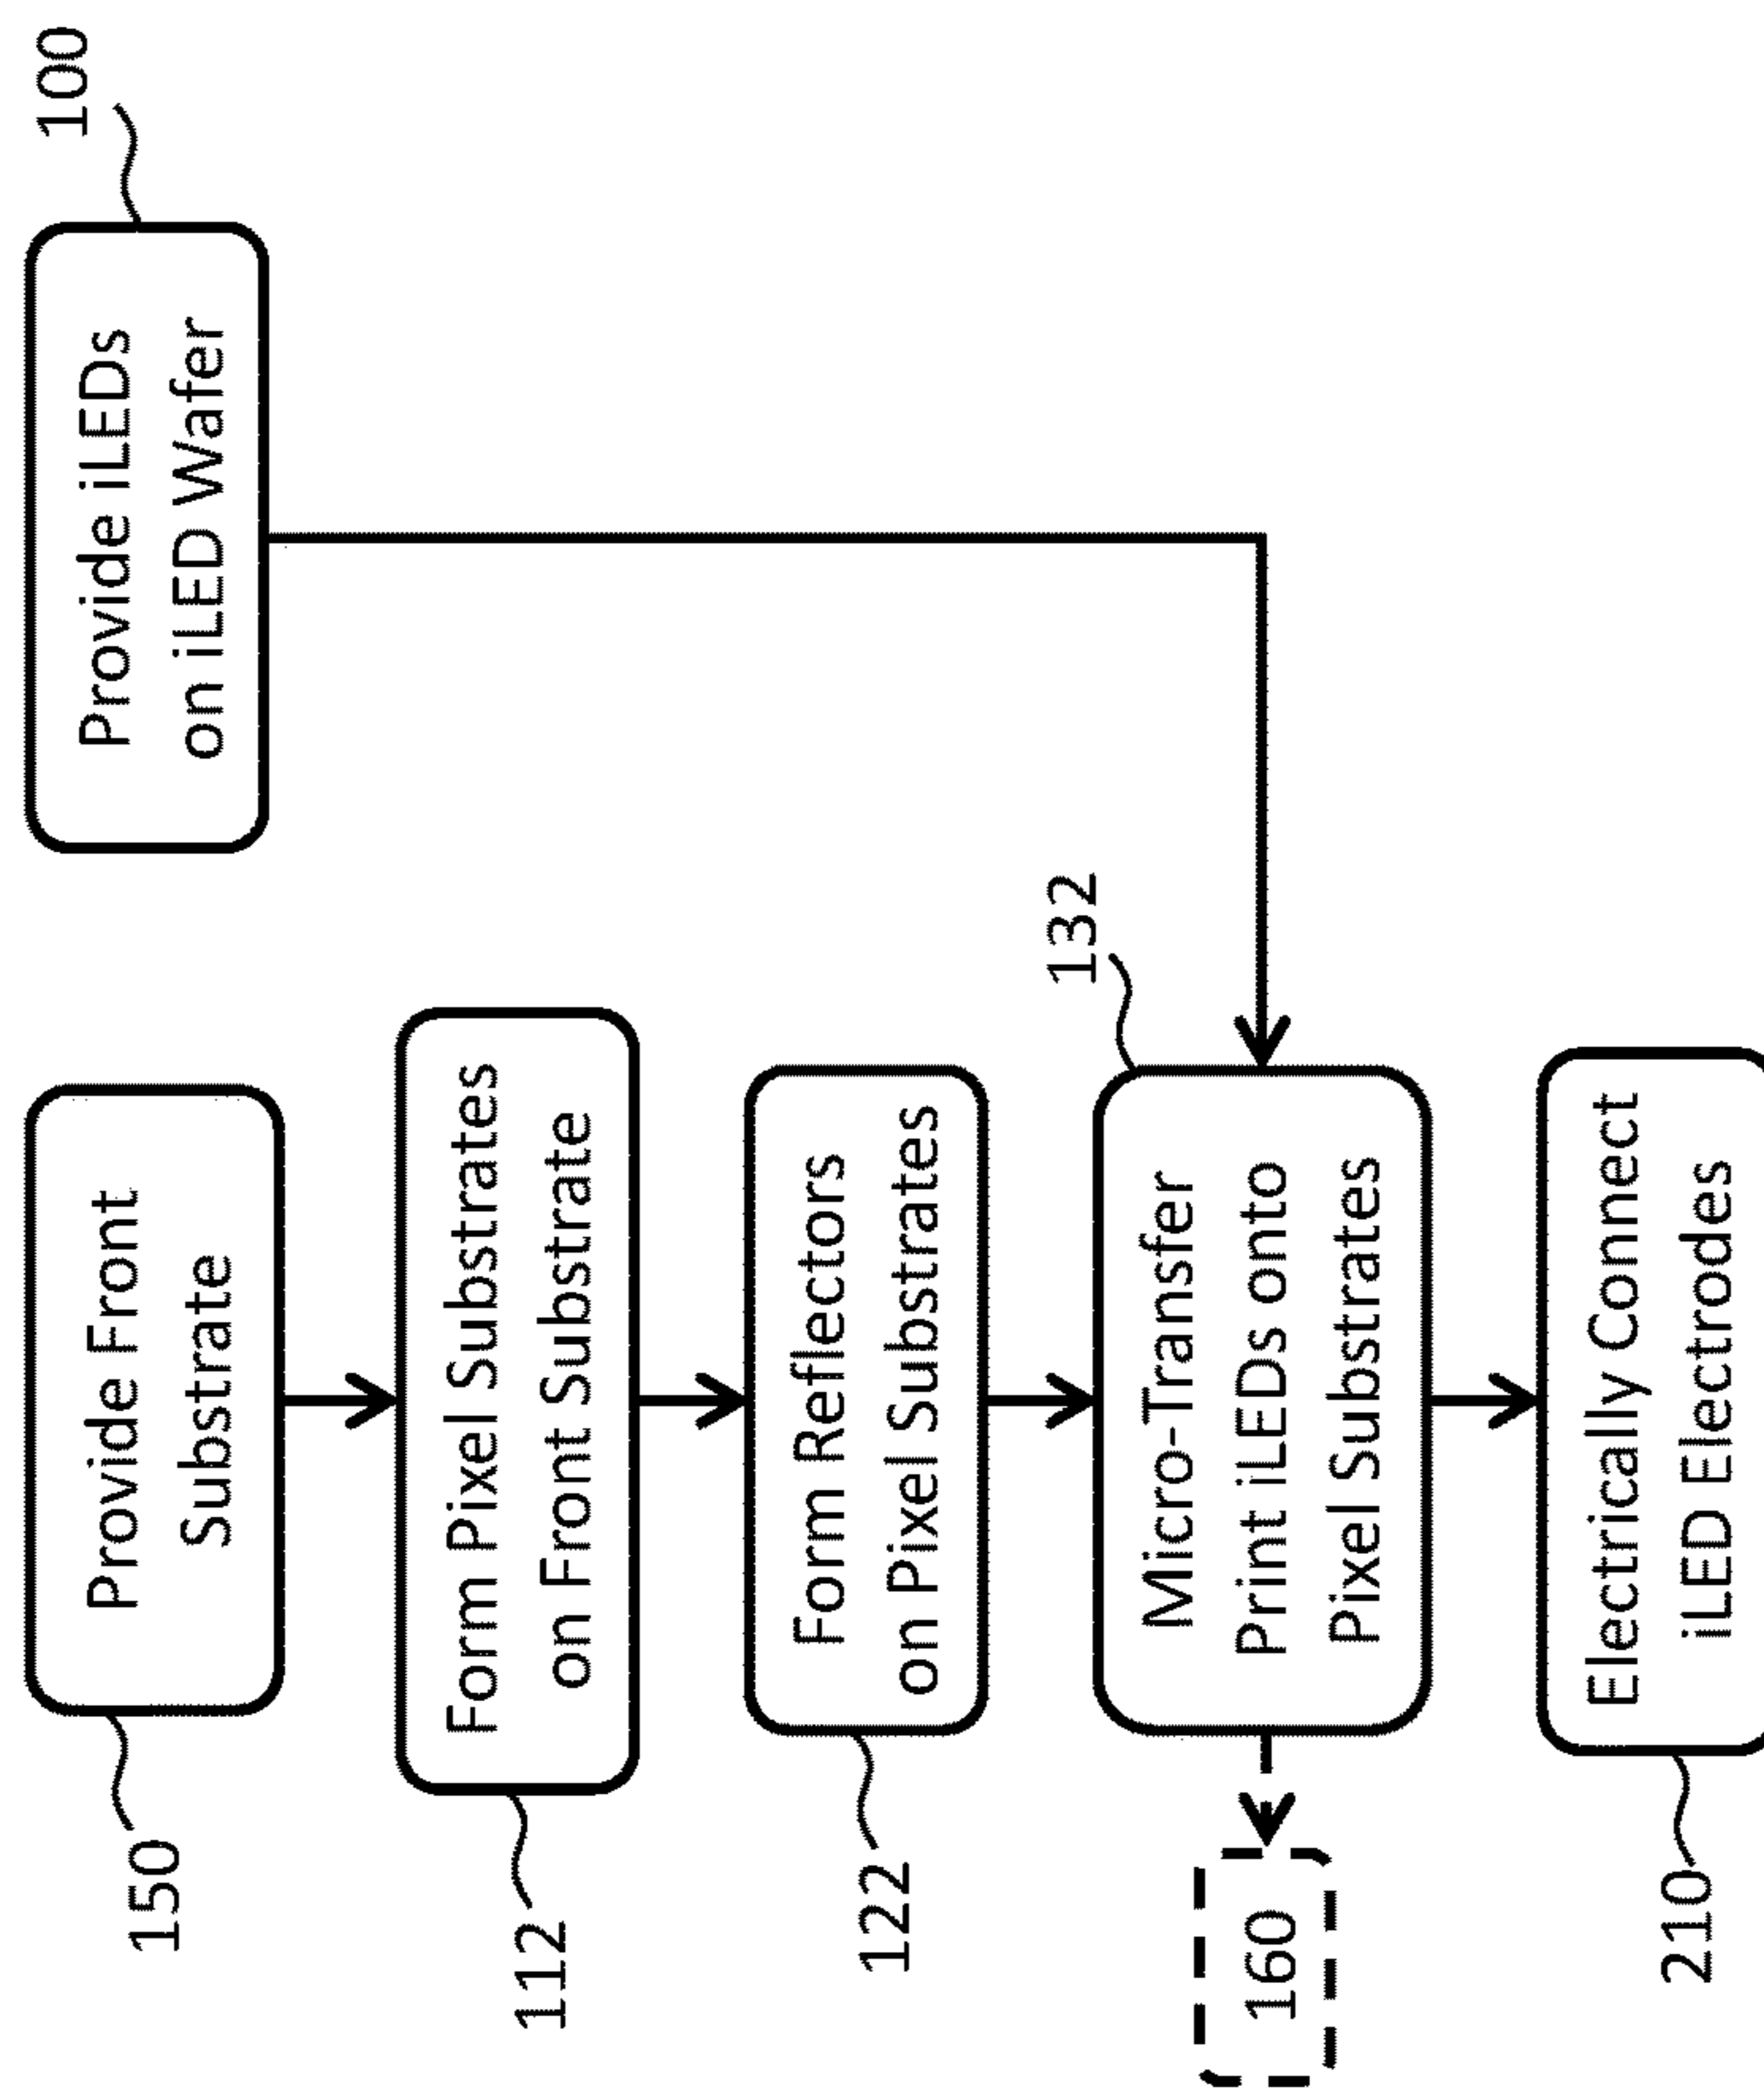 100
Provide iLEDs
on iLED Wafer
150
Provide Front
Substrate
112
Form Pixel Substrates
on Front Substrate
122
Form Reflectors
on Pixel Substrates
132
Micro-Transfer
Print iLEDs onto
Pixel Substrates
160
210
Electrically Connect
iLED Electrodes